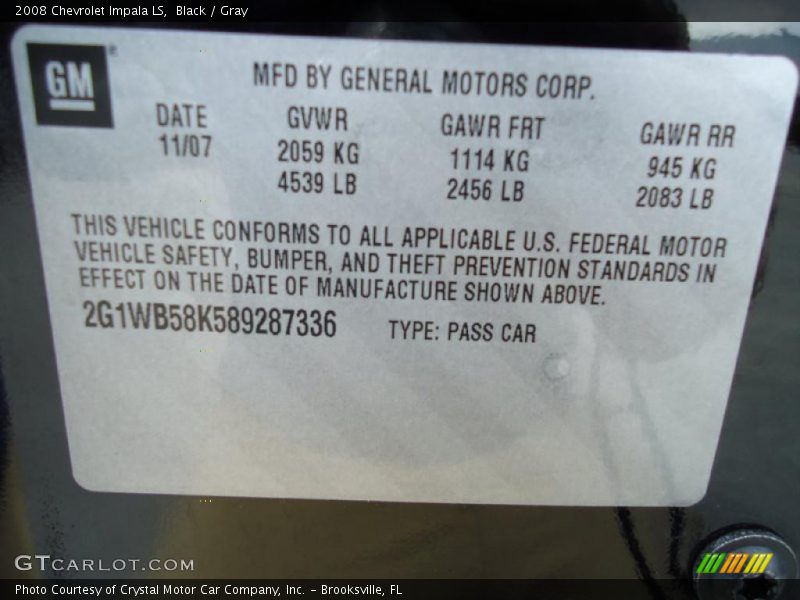 2008 Chevrolet Impala LS, Black / Gray
GM®
MFD BY GENERAL MOTORS CORP.
DATE GVWR GAWR FRT GAWR RR
11/07 2059 KG 1114 KG 945 KG
4539 LB 2456 LB 2083 LB
THIS VEHICLE CONFORMS TO ALL APPLICABLE U.S. FEDERAL MOTOR
VEHICLE SAFETY, BUMPER, AND THEFT PREVENTION STANDARDS IN
EFFECT ON THE DATE OF MANUFACTURE SHOWN ABOVE.
2G1WB58K589287336 TYPE: PASS CAR
GTCARLOT.COM
Photo Courtesy of Crystal Motor Car Company, Inc. – Brooksville, FL